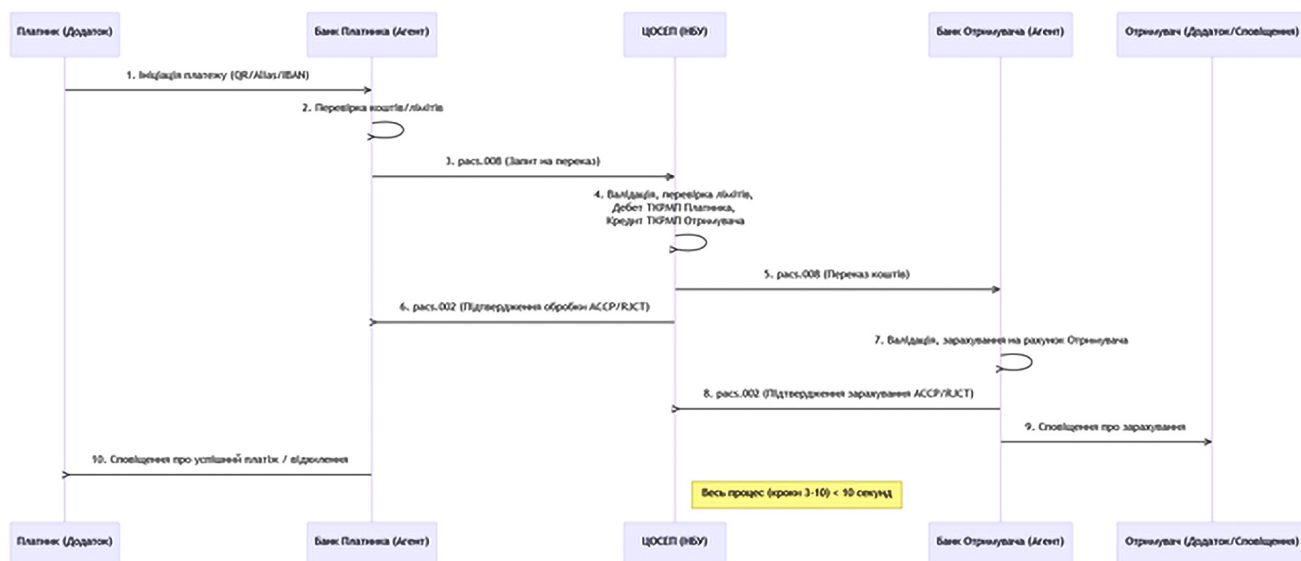 Платник (Додаток)
Банк Платника (Агент)
ЦОСЕП (НБУ)
Банк Отримувача (Агент)
Отримувач (Додаток/Сповіщення)
1. Ініціація платежу (QR/Alias/IBAN)
2. Перевірка коштів/лімітів
3. pacs.008 (Запит на переказ)
4. Валідація, перевірка лімітів,
Дебет ТКРМП Платника,
Кредит ТКРМП Отримувача
5. pacs.008 (Переказ коштів)
6. pacs.002 (Підтвердження обробки ACCP/RJCT)
7. Валідація, зарахування на рахунок Отримувача
8. pacs.002 (Підтвердження зарахування ACCP/RJCT)
9. Сповіщення про зарахування
10. Сповіщення про успішний платіж / відхилення
Весь процес (кроки 3-10) < 10 секунд
Платник (Додаток)
Банк Платника (Агент)
ЦОСЕП (НБУ)
Банк Отримувача (Агент)
Отримувач (Додаток/Сповіщення)